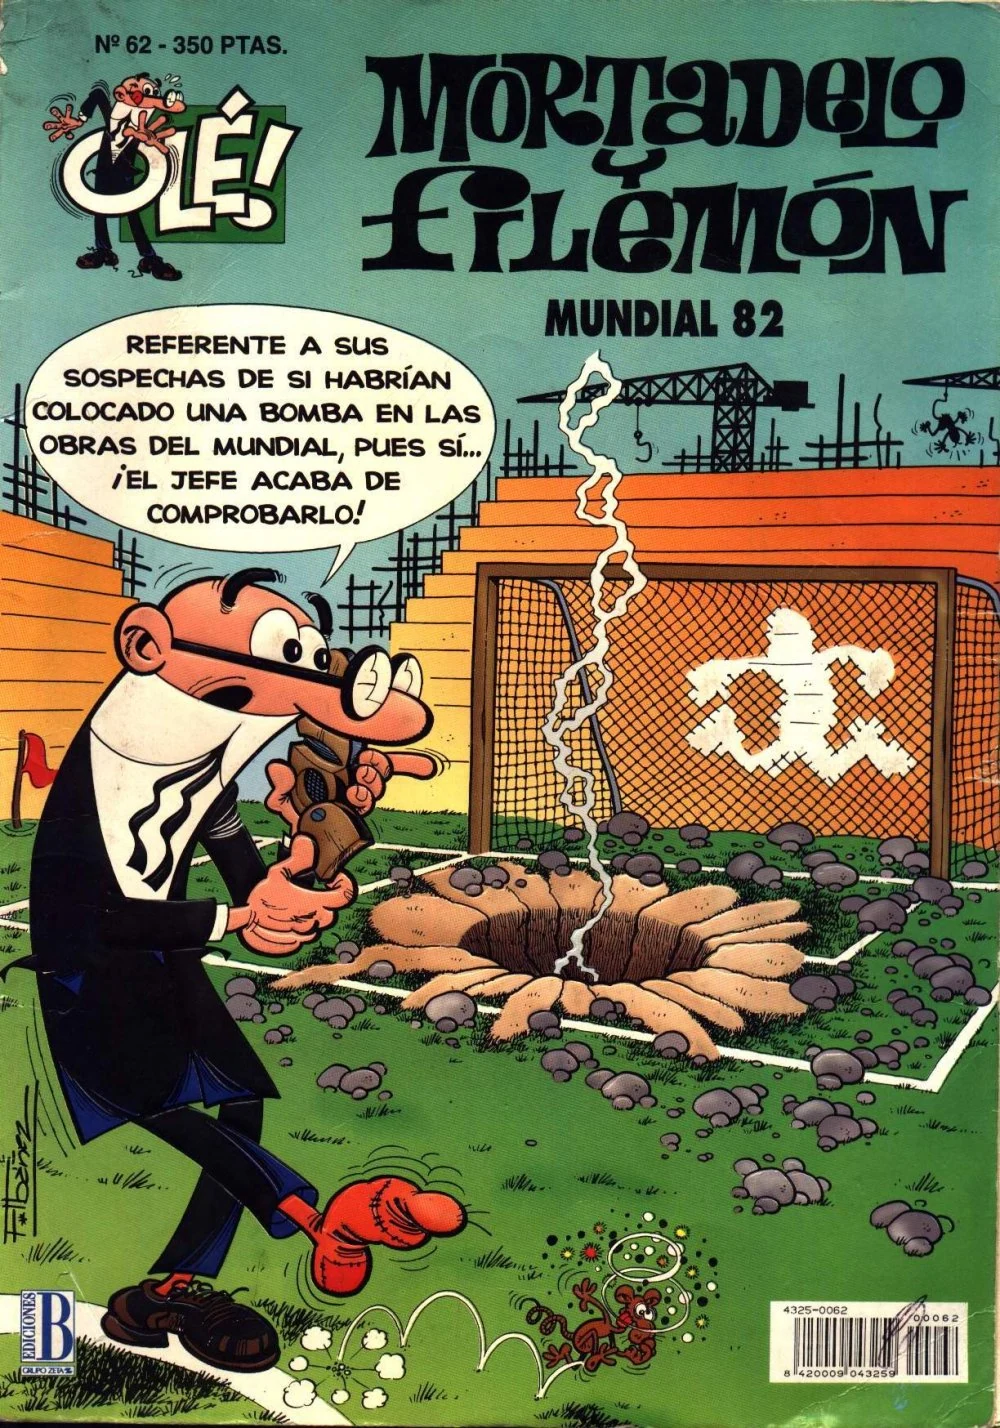 Nº 62 - 350 PTAS.
OLÉ!
MORTADELO
Y
FILEMÓN
MUNDIAL 82
REFERENTE A SUS
SOSPECHAS DE SI HABRÍAN
COLOCADO UNA BOMBA EN LAS
OBRAS DEL MUNDIAL, PUES SÍ...
¡EL JEFE ACABA DE
COMPROBARLO!
F. Ibáñez
EDICIONES
B
GRUPO ZETA
4325-0062
00062
8 420009 043259